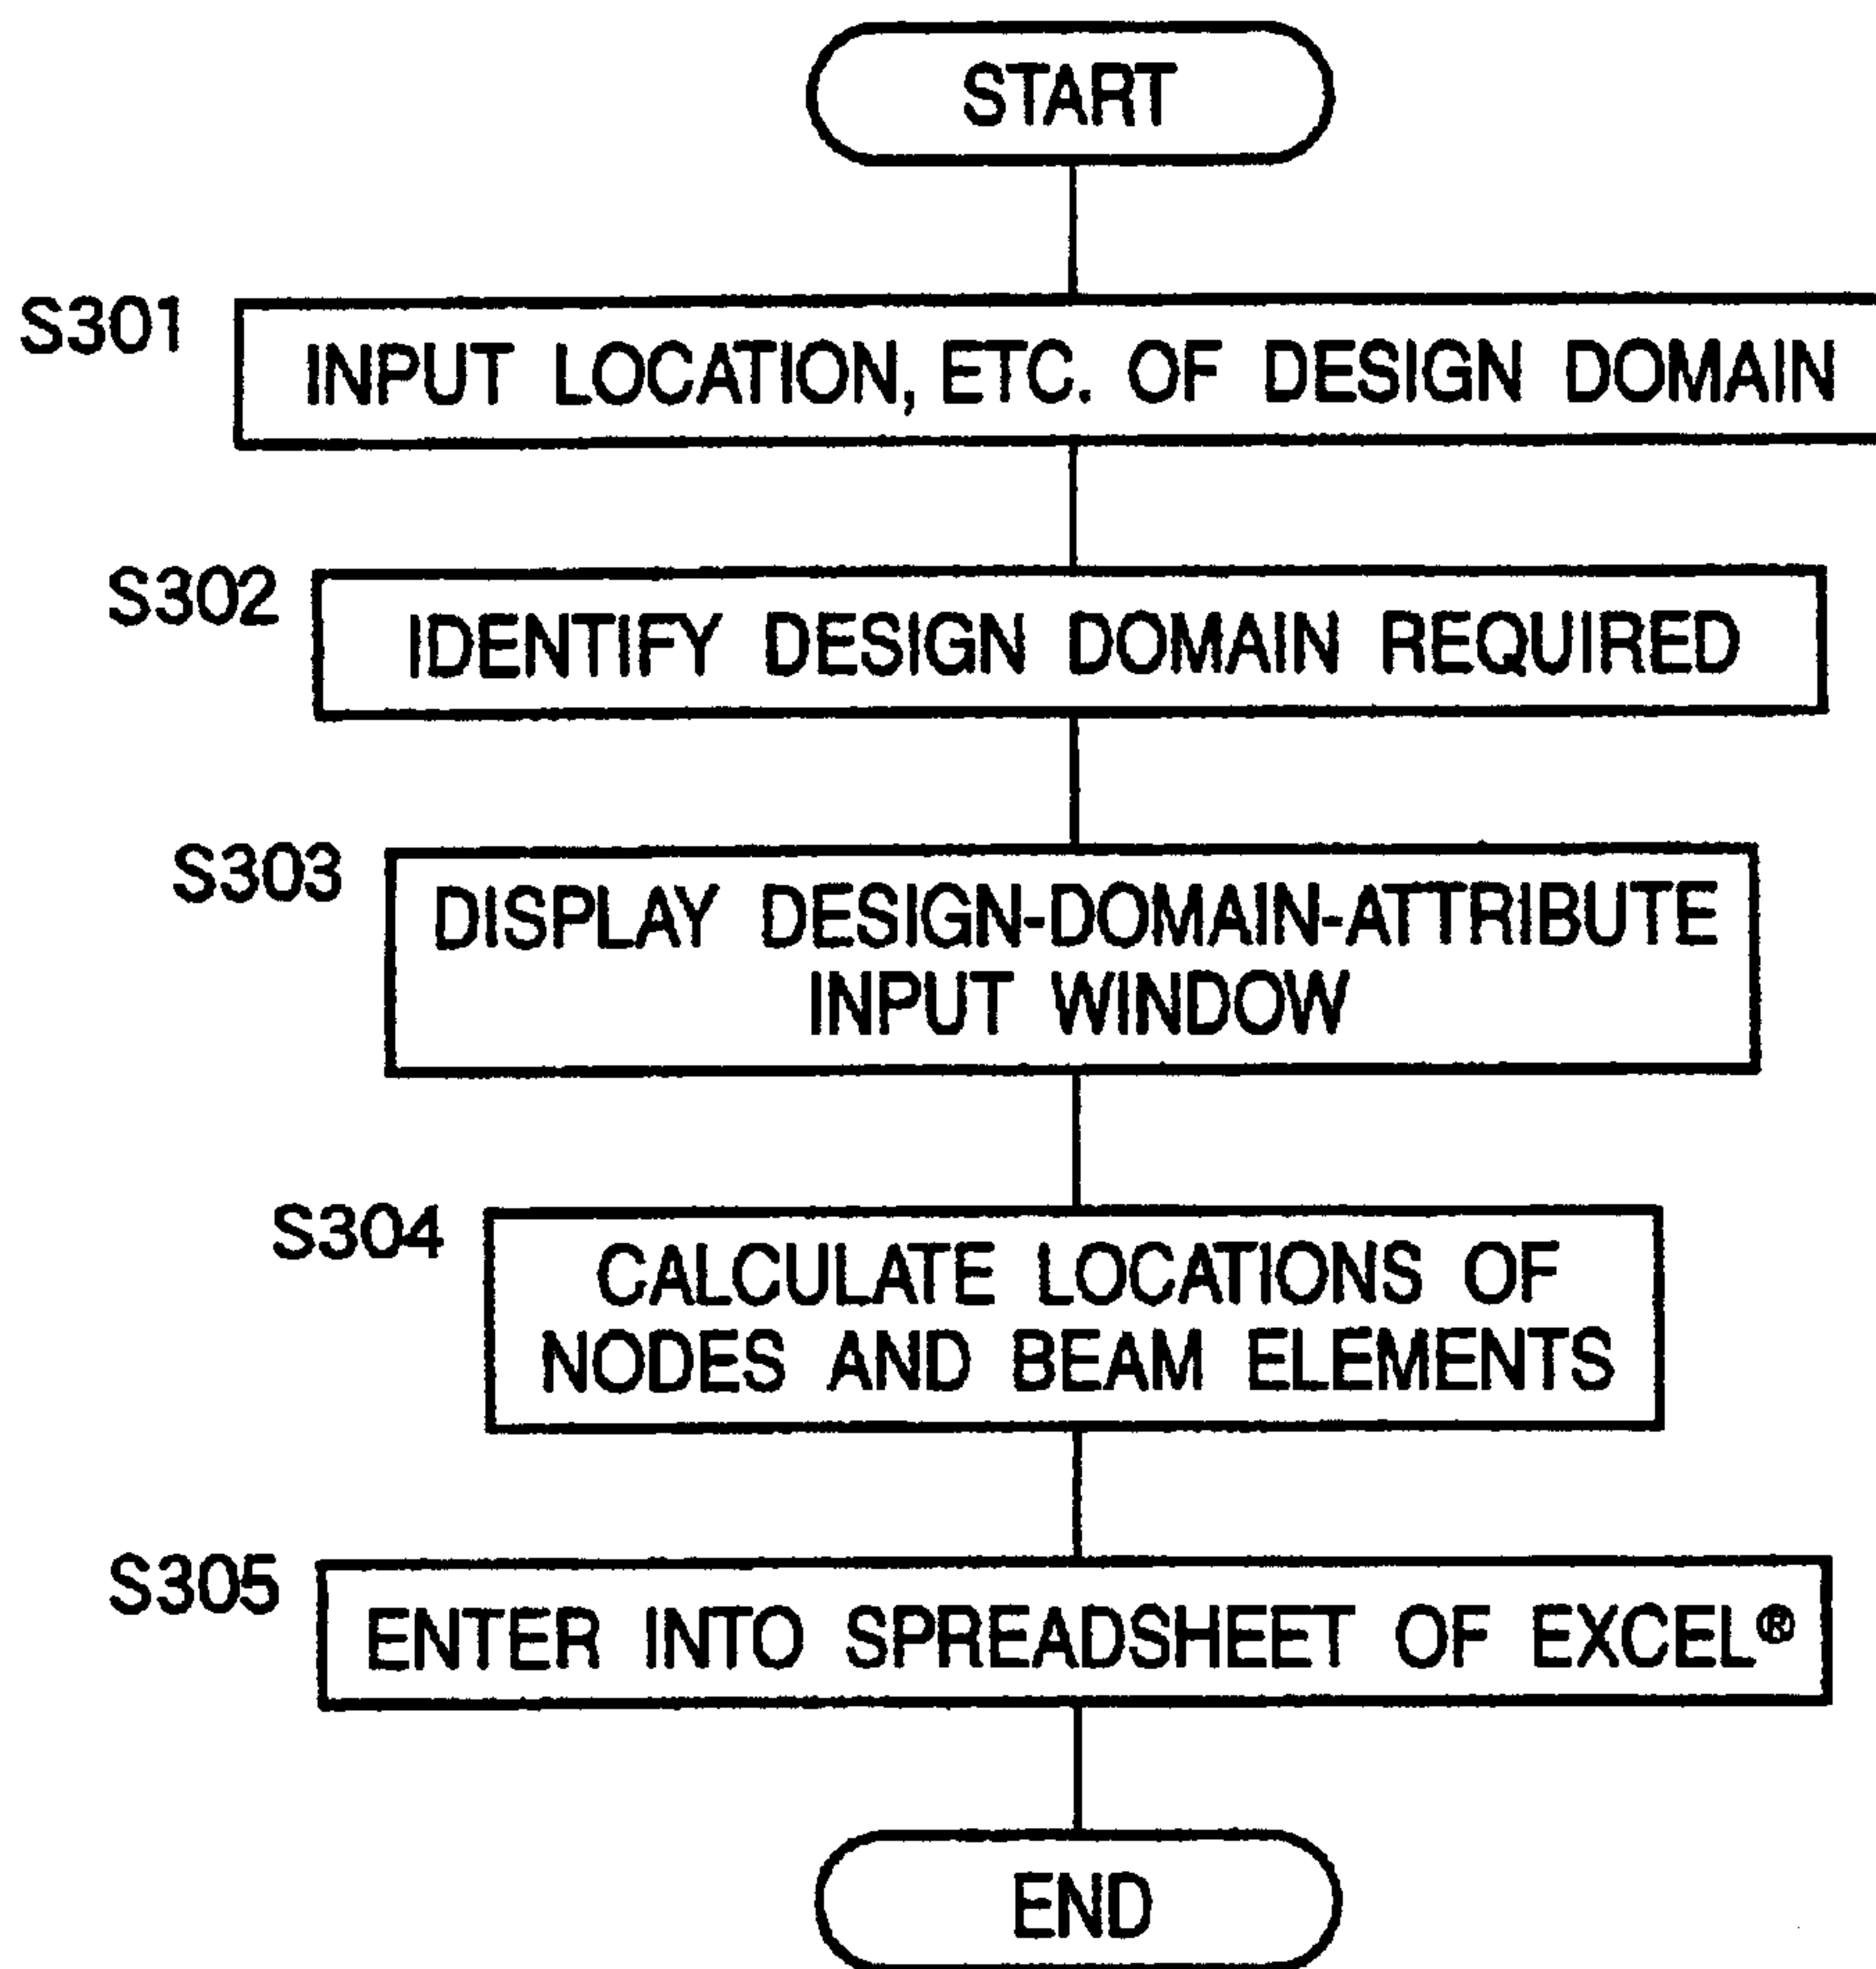 START
S301
INPUT LOCATION, ETC. OF DESIGN DOMAIN
S302
IDENTIFY DESIGN DOMAIN REQUIRED
S303
DISPLAY DESIGN-DOMAIN-ATTRIBUTE
INPUT WINDOW
S304
CALCULATE LOCATIONS OF
NODES AND BEAM ELEMENTS
S305
ENTER INTO SPREADSHEET OF EXCEL®
END